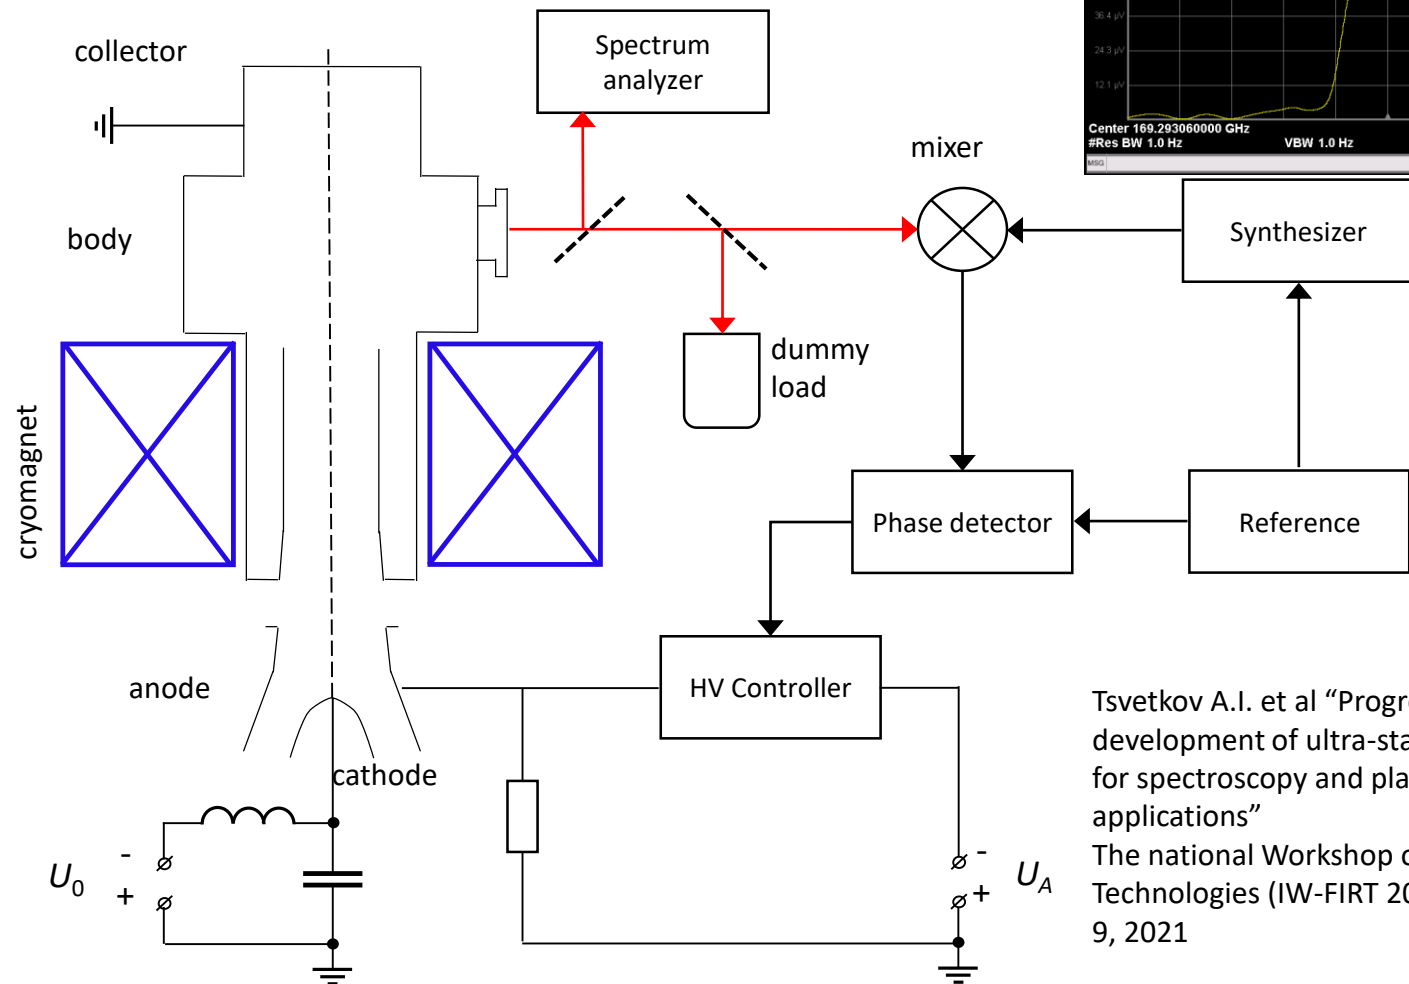 collector
Spectrum
analyzer
36.4 µV
24.3 µV
12.1 µV
Center 169.293060000 GHz
#Res BW 1.0 Hz
VBW 1.0 Hz
MSG
mixer
body
Synthesizer
dummy
load
cryomagnet
Phase detector
Reference
anode
HV Controller
cathode
U0
-
+
-
+
UA
Tsvetkov A.I. et al “Progre
development of ultra-sta
for spectroscopy and pla
applications”
The national Workshop o
Technologies (IW-FIRT 20
9, 2021